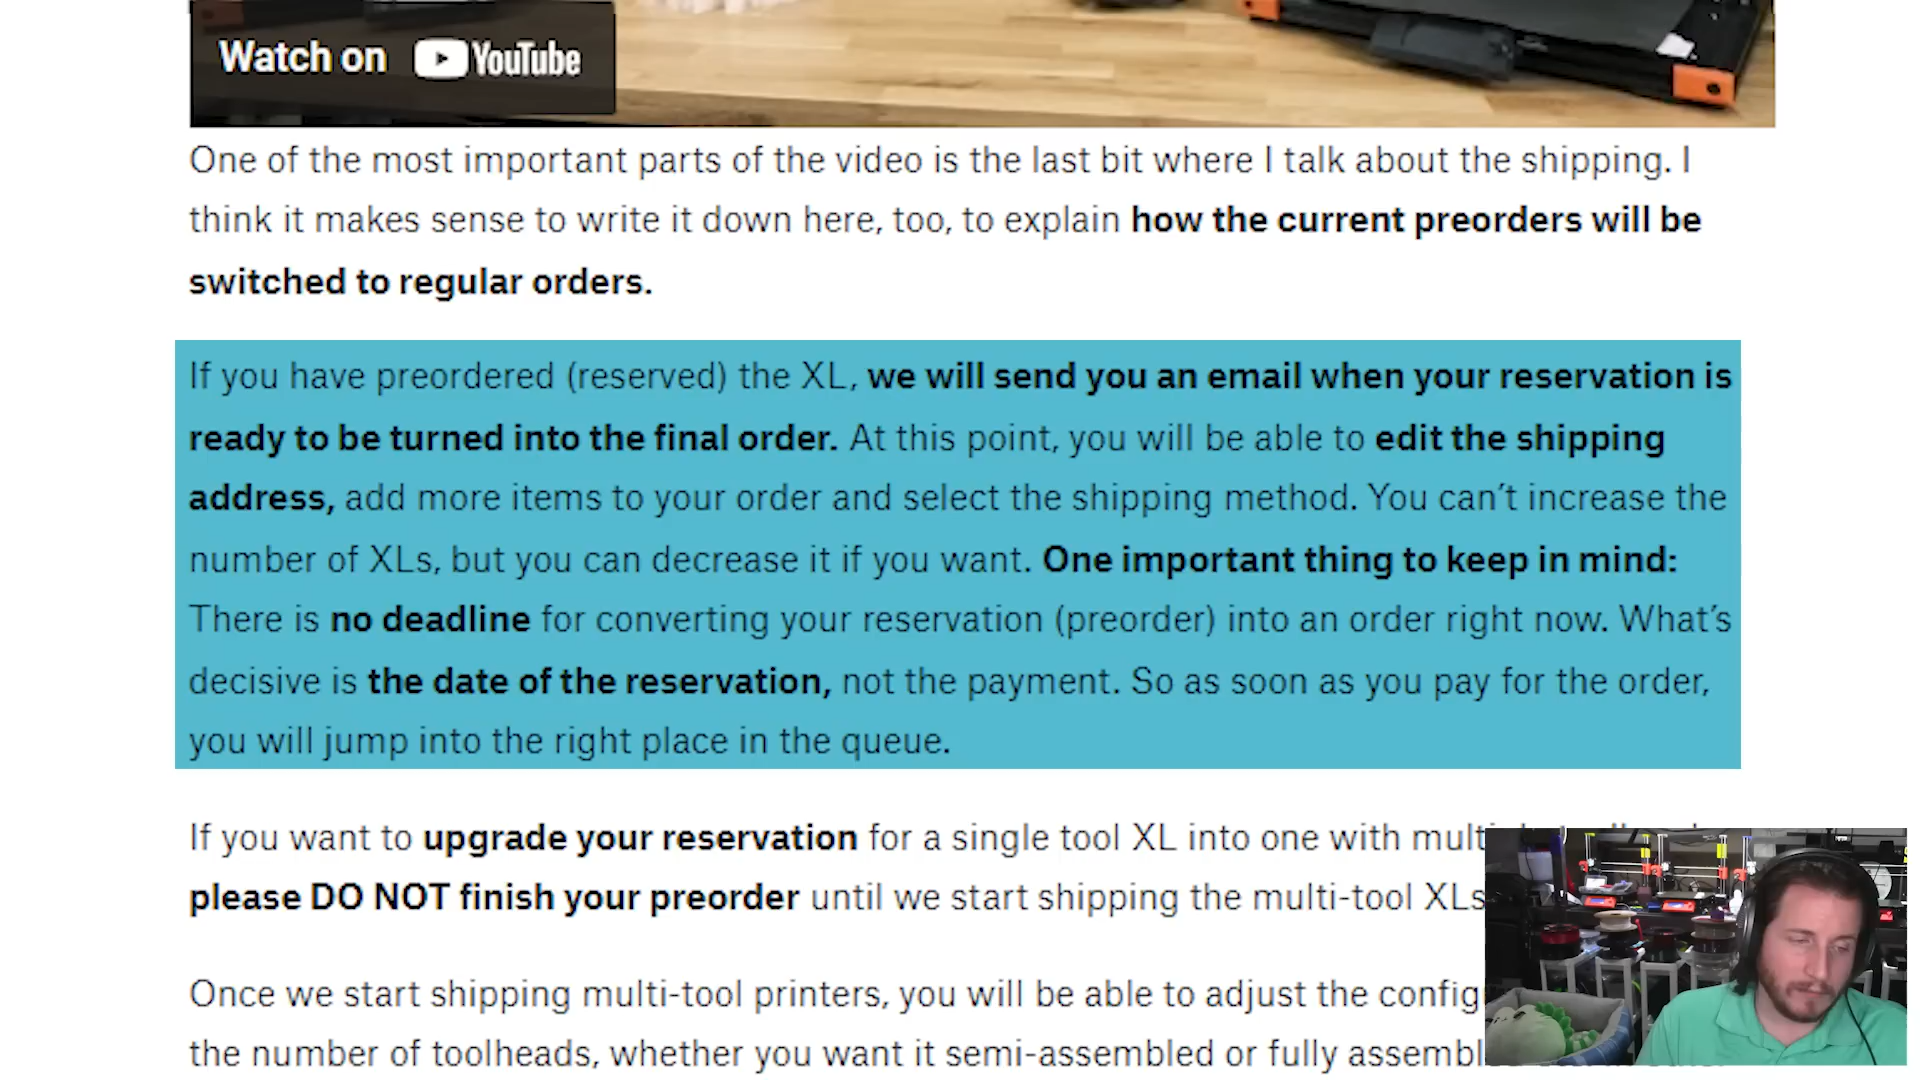 Watch on YouTube
One of the most important parts of the video is the last bit where I talk about the shipping. I
think it makes sense to write it down here, too, to explain how the current preorders will be
switched to regular orders.
If you have preordered (reserved) the XL, we will send you an email when your reservation is
ready to be turned into the final order. At this point, you will be able to edit the shipping
address, add more items to your order and select the shipping method. You can’t increase the
number of XLs, but you can decrease it if you want. One important thing to keep in mind:
There is no deadline for converting your reservation (preorder) into an order right now. What’s
decisive is the date of the reservation, not the payment. So as soon as you pay for the order,
you will jump into the right place in the queue.
If you want to upgrade your reservation for a single tool XL into one with
please DO NOT finish your preorder until we start shipping the multi-tool XLs
Once we start shipping multi-tool printers, you will be able to adjust the
the number of toolheads, whether you want it semi-assembled or fully